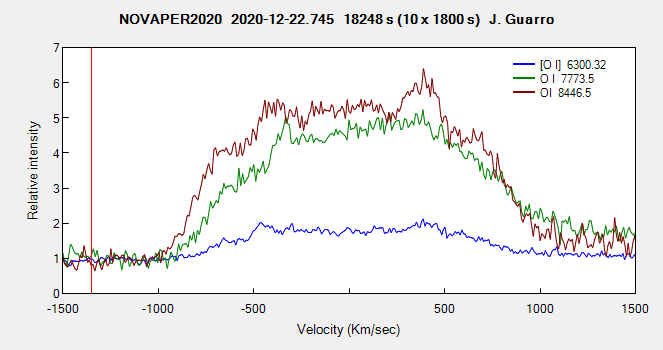 NOVAPER2020 2020-12-22.745 18248 s (10 x 1800 s) J. Guarro
[O I] 6300.32
O I 7773.5
OI 8446.5
Relative Intensity
7
6
5
4
3
2
1
0
-1500 -1000 -500 500 1000 1500
Velocity (Km/sec)